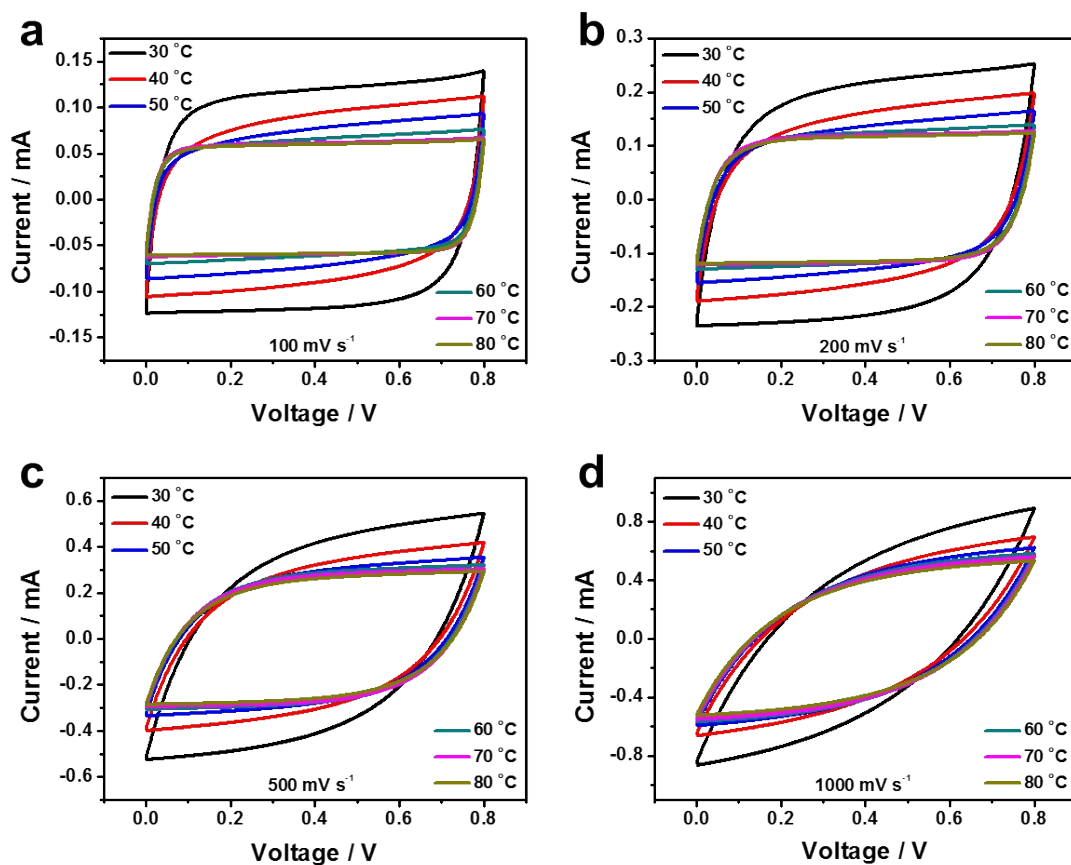 a
30 °C
40 °C
50 °C
60 °C
70 °C
80 °C
100 mV s-1
0.15
0.10
0.05
0.00
-0.05
-0.10
-0.15
Current / mA
0.0 0.2 0.4 0.6 0.8
Voltage / V
b
30 °C
40 °C
50 °C
60 °C
70 °C
80 °C
200 mV s-1
0.3
0.2
0.1
0.0
-0.1
-0.2
-0.3
Current / mA
0.0 0.2 0.4 0.6 0.8
Voltage / V
c
30 °C
40 °C
50 °C
60 °C
70 °C
80 °C
500 mV s-1
0.6
0.4
0.2
0.0
-0.2
-0.4
-0.6
Current / mA
0.0 0.2 0.4 0.6 0.8
Voltage / V
d
30 °C
40 °C
50 °C
60 °C
70 °C
80 °C
1000 mV s-1
0.8
0.4
0.0
-0.4
-0.8
Current / mA
0.0 0.2 0.4 0.6 0.8
Voltage / V